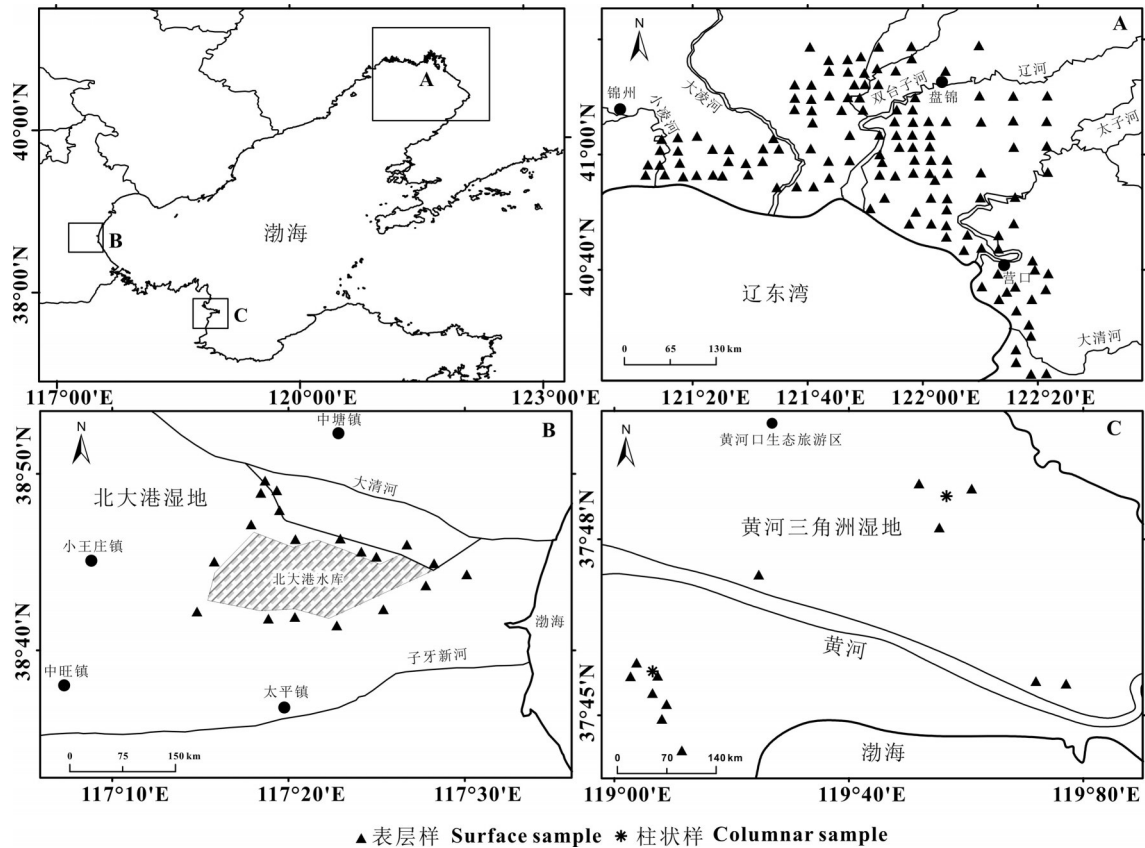 A
B
C
渤海
40°00'N
38°00'N
117°00'E
120°00'E
123°00'E
A
N
锦州
小凌河
大凌河
双台子河
盘锦
辽河
太子河
营口
大清河
辽东湾
0 65 130 km
41°00'N
40°40'N
121°20'E
121°40'E
122°00'E
122°20'E
B
N
中塘镇
大清河
北大港湿地
小王庄镇
北大港水库
渤海
子牙新河
中旺镇
太平镇
0 75 150 km
38°50'N
38°40'N
117°10'E
117°20'E
117°30'E
C
N
黄河口生态旅游区
黄河三角洲湿地
黄河
渤海
0 70 140 km
37°48'N
37°45'N
119°00'E
119°40'E
119°80'E
表层样 Surface sample 柱状样 Columnar sample